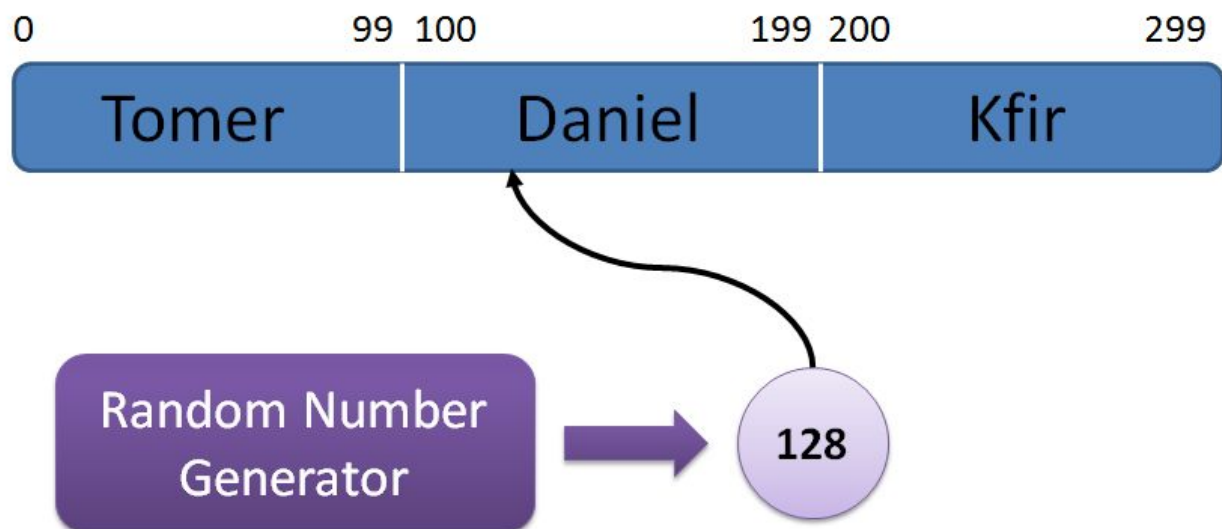 0 99 100 199 200 299
Tomer Daniel Kfir
Random Number
Generator
128